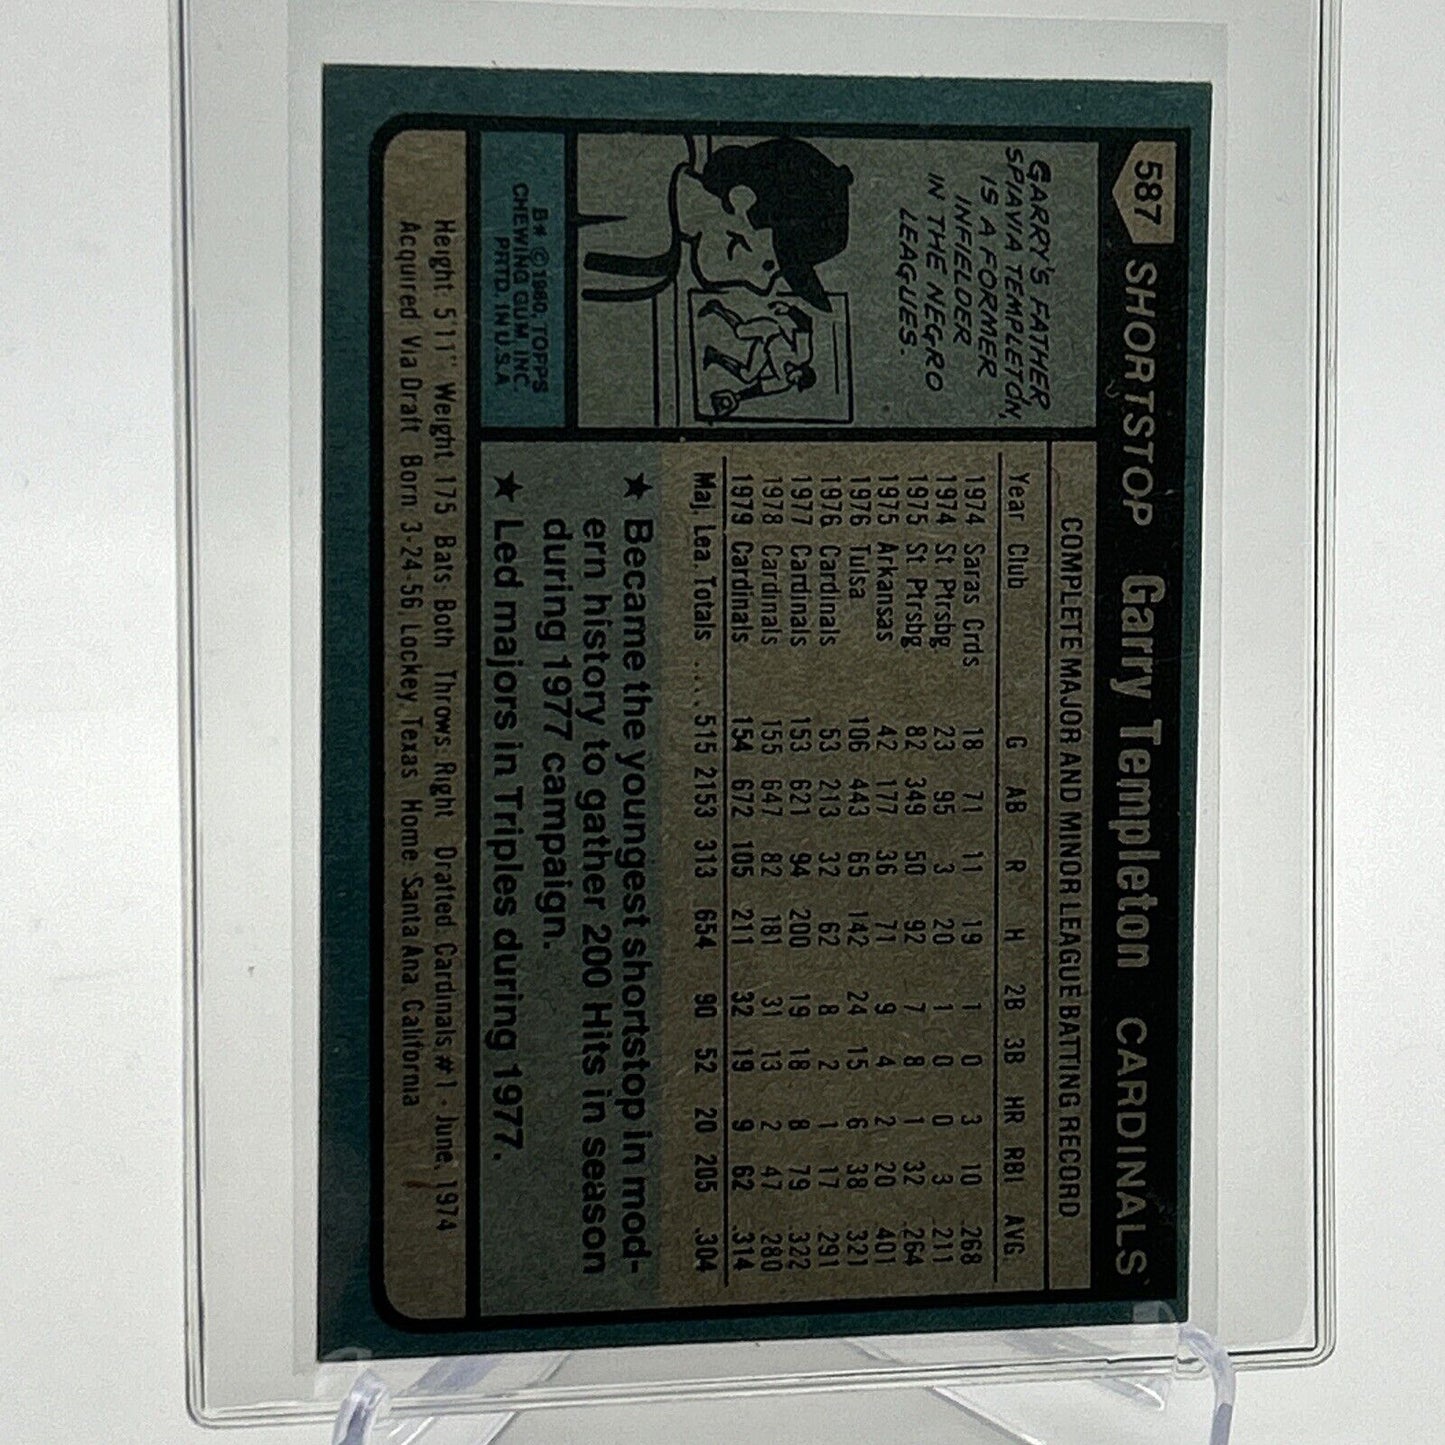 587 SHORTSTOP Garry Templeton CARDINALS
GARRY'S FATHER
SPIAVIA TEMPLETON,
IS A FORMER
INFIELDER
IN THE NEGRO
LEAGUES.
B* © 1980, TOPPS
CHEWING GUM, INC.
PRTD. IN U.S.A.
COMPLETE MAJOR AND MINOR LEAGUE BATTING RECORD
Year Club G AB R H 2B 3B HR RBI AVG.
1974 Saras Crds 18 71 11 19 1 0 3 10 .268
1974 St Ptrsbg 23 95 3 20 1 0 0 3 .211
1975 St. Ptrsbg 82 349 50 92 7 8 1 32 .264
1975 Arkansas 42 177 36 71 9 4 2 20 .401
1976 Tulsa 106 443 65 142 24 15 6 38 .321
1976 Cardinals 53 213 32 62 8 2 1 17 .291
1977 Cardinals 153 621 94 200 19 18 8 79 .322
1978 Cardinals 155 647 82 181 31 13 2 47 .280
1979 Cardinals 154 672 105 211 32 19 9 62 .314
Maj. Lea. Totals ..... 515 2153 313 654 90 52 20 205 .304
★ Became the youngest shortstop in mod-
ern history to gather 200 Hits in season
during 1977 campaign.
★ Led majors in Triples during 1977.
Height: 5'11" Weight: 175 Bats: Both Throws: Right Drafted: Cardinals #1 - June, 1974
Acquired: Via Draft Born: 3-24-56 Lockey, Texas Home: Santa Ana California